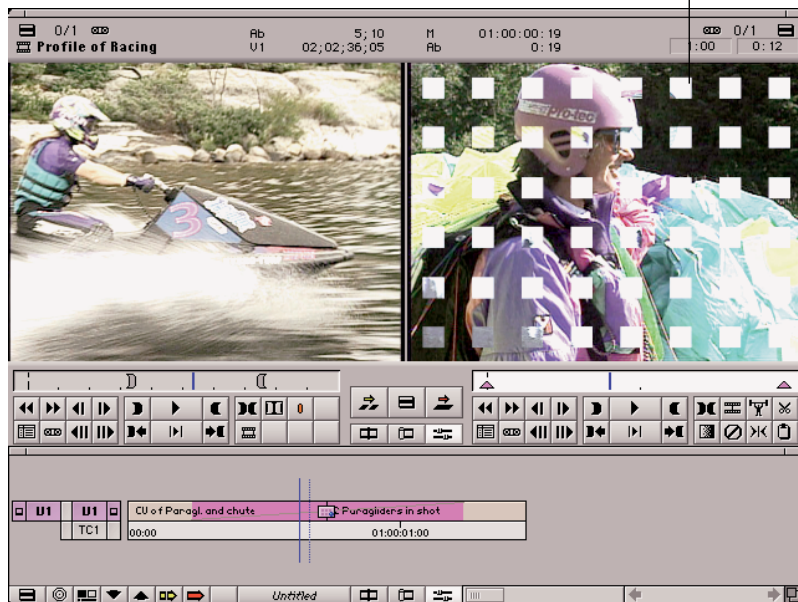 0/1
Profile of Racing
Ab 5;10
V1 02;02;36;05
M 01:00:00:19
Ab 0:19
0/1
1:00 0:12
3
Pro-tec
V1 V1
CU of Paragl. and chute
Paragliders in shot
TC1
00:00
01:00:01:00
Untitled